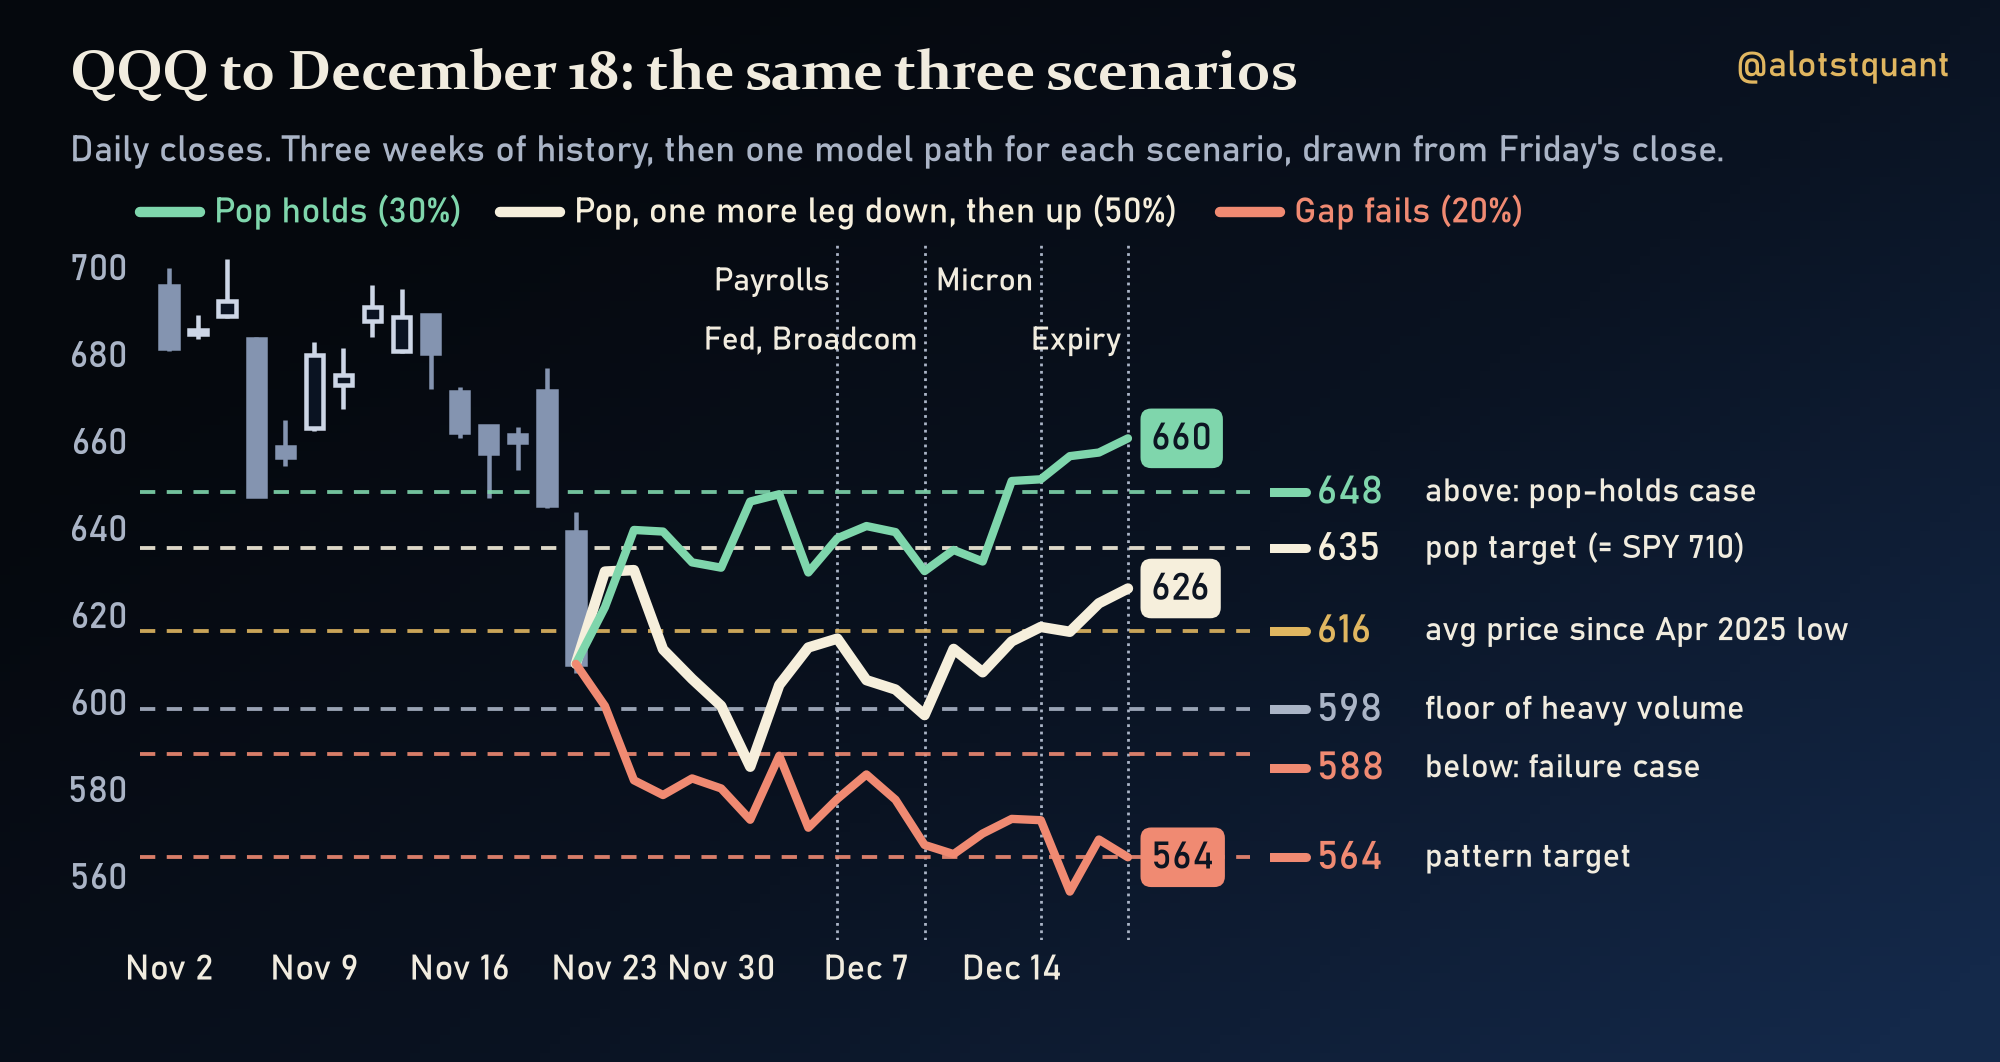 QQQ to December 18: the same three scenarios
@alotstquant
Daily closes. Three weeks of history, then one model path for each scenario, drawn from Friday's close.
Pop holds (30%)
Pop, one more leg down, then up (50%)
Gap fails (20%)
700
680
660
640
620
600
580
560
Payrolls
Micron
Fed, Broadcom
Expiry
660
626
564
648 above: pop-holds case
635 pop target (= SPY 710)
616 avg price since Apr 2025 low
598 floor of heavy volume
588 below: failure case
564 pattern target
Nov 2
Nov 9
Nov 16
Nov 23
Nov 30
Dec 7
Dec 14